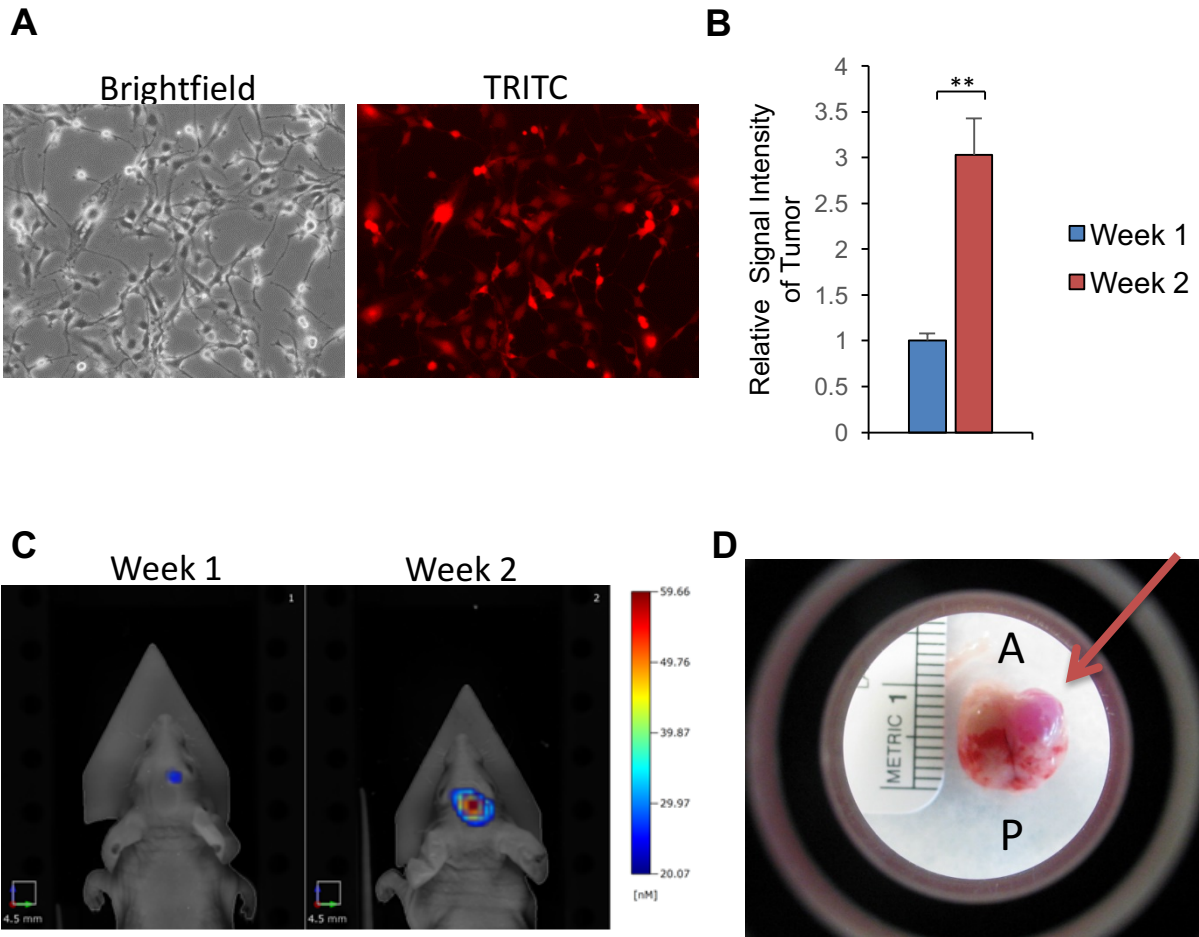 A
Brightfield
TRITC
B
Relative Signal Intensity
of Tumor
4
3.5
3
2.5
2
1.5
1
0.5
0
**
Week 1
Week 2
C
Week 1
Week 2
1
2
4.5 mm
4.5 mm
59.66
49.76
39.87
29.97
20.07
[nM]
D
A
METRIC 1
P